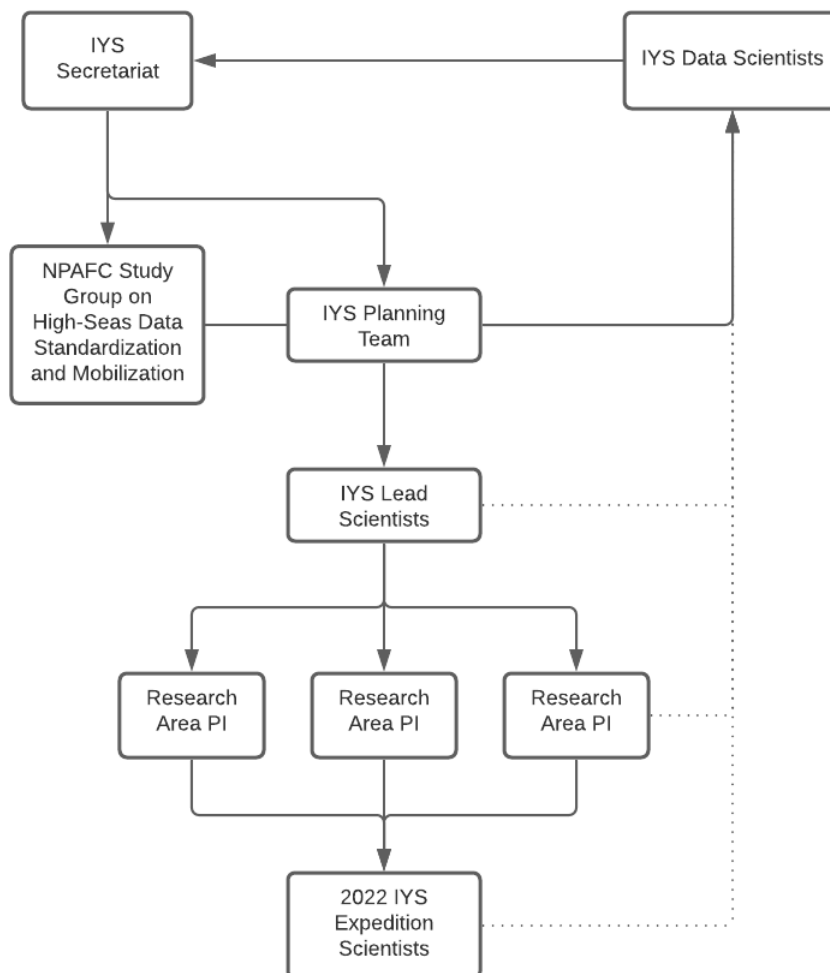 IYS
Secretariat
IYS Data Scientists
NPAFC Study
Group on
High-Seas Data
Standardization
and Mobilization
IYS Planning
Team
IYS Lead
Scientists
Research
Area PI
Research
Area PI
Research
Area PI
2022 IYS
Expedition
Scientists